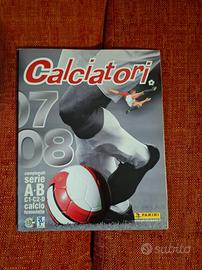 Calciatori
07
08
campionati
serie
A-B
C1-C2-D
calcio
femminile
PANINI
Subito